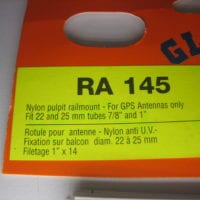 GL
RA 145
Nylon pulpit railmount - For GPS Antennas only
Fit 22 and 25 mm tubes 7/8" and 1"
Rotule pour antenne - Nylon anti U.V.-
Fixation sur balcon diam. 22 à 25 mm
Filetage 1" x 14